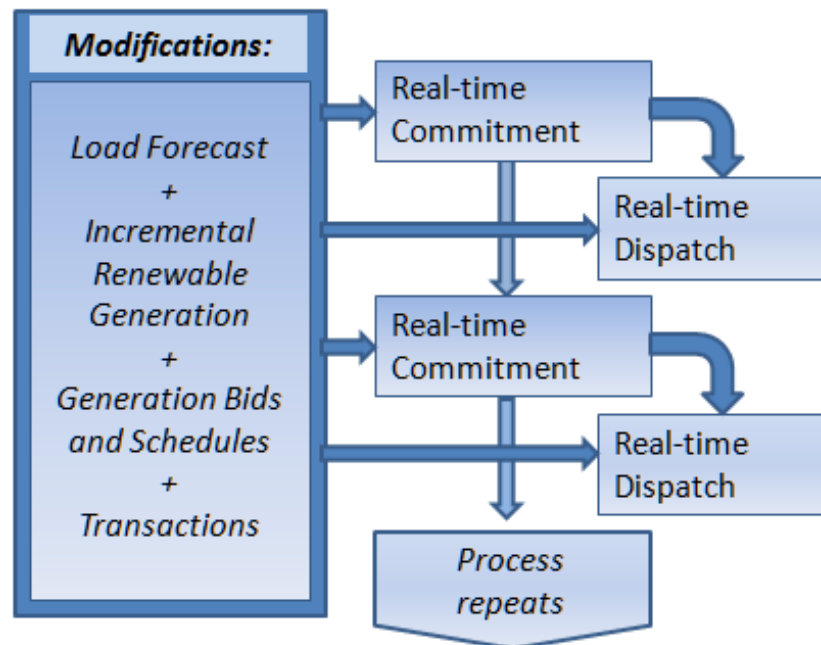 Modifications:
Load Forecast
+
Incremental
Renewable
Generation
+
Generation Bids
and Schedules
+
Transactions
Real-time
Commitment
Real-time
Dispatch
Real-time
Commitment
Real-time
Dispatch
Process
repeats